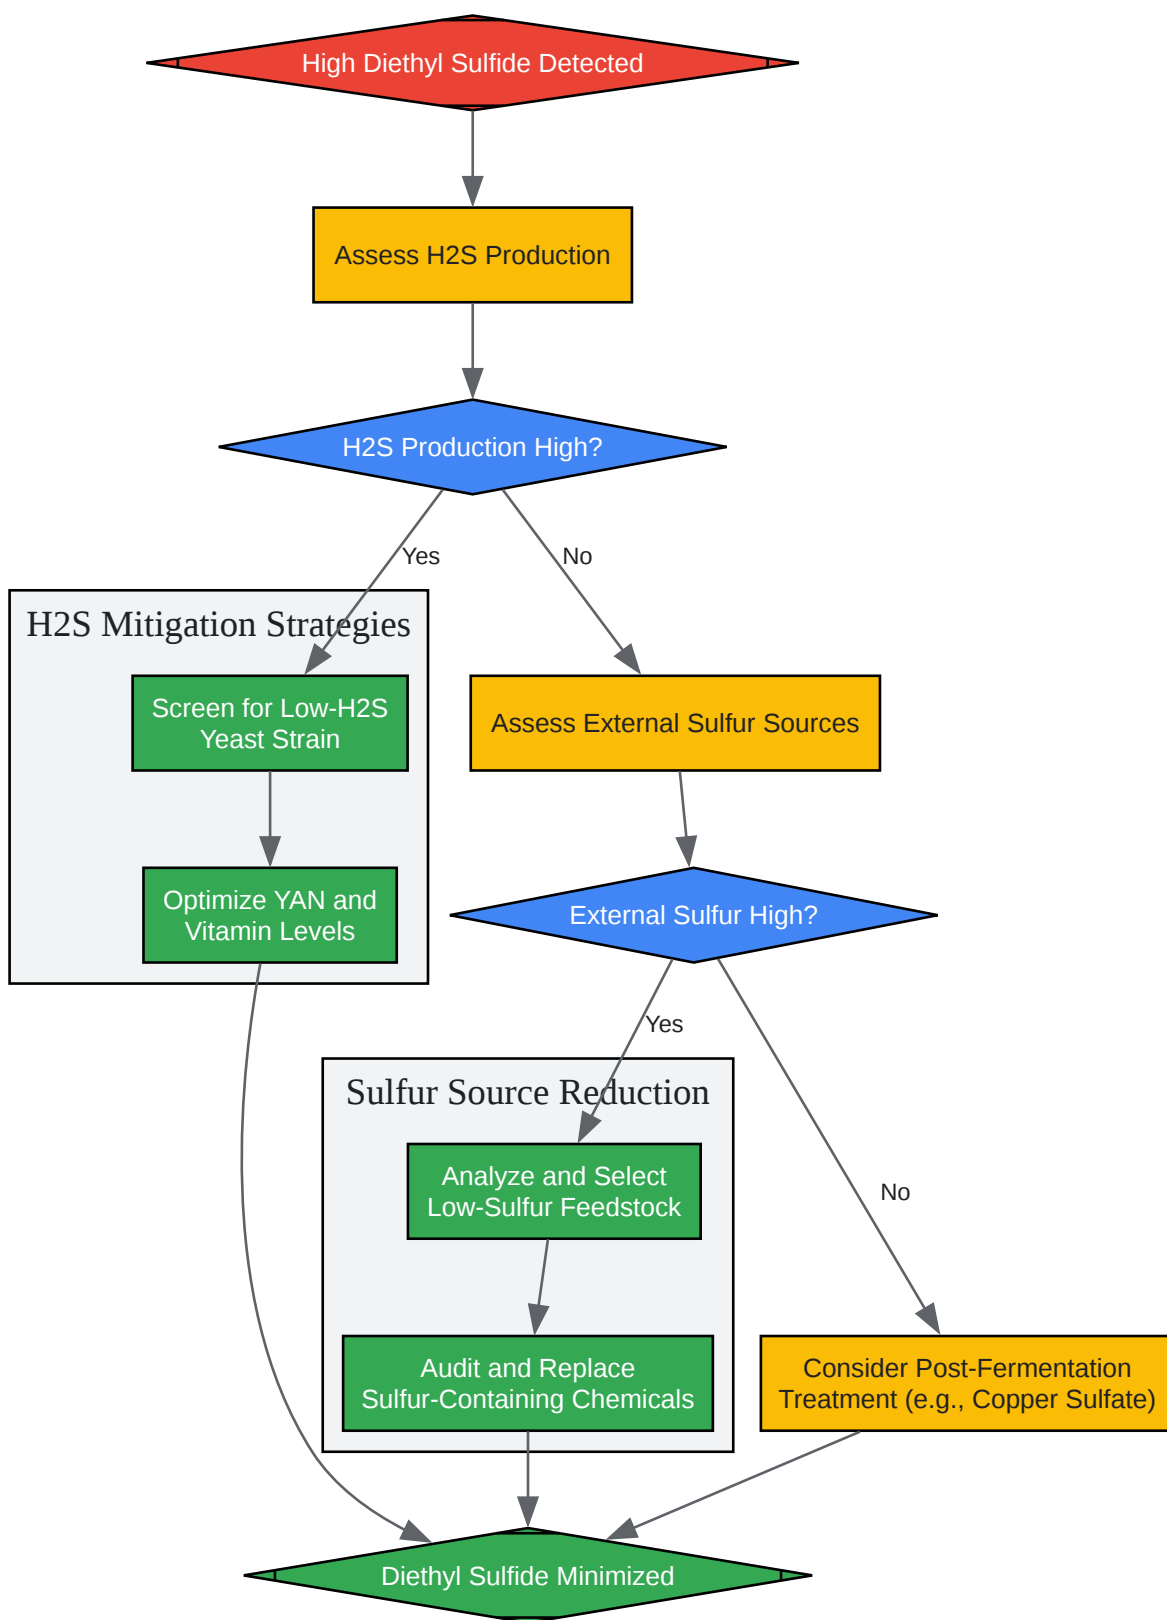 High Diethyl Sulfide Detected
Assess H2S Production
H2S Production High?
Yes
No
H2S Mitigation Strategies
Screen for Low-H2S
Yeast Strain
Assess External Sulfur Sources
Optimize YAN and
Vitamin Levels
External Sulfur High?
Yes
Sulfur Source Reduction
Analyze and Select
Low-Sulfur Feedstock
No
Audit and Replace
Sulfur-Containing Chemicals
Consider Post-Fermentation
Treatment (e.g., Copper Sulfate)
Diethyl Sulfide Minimized